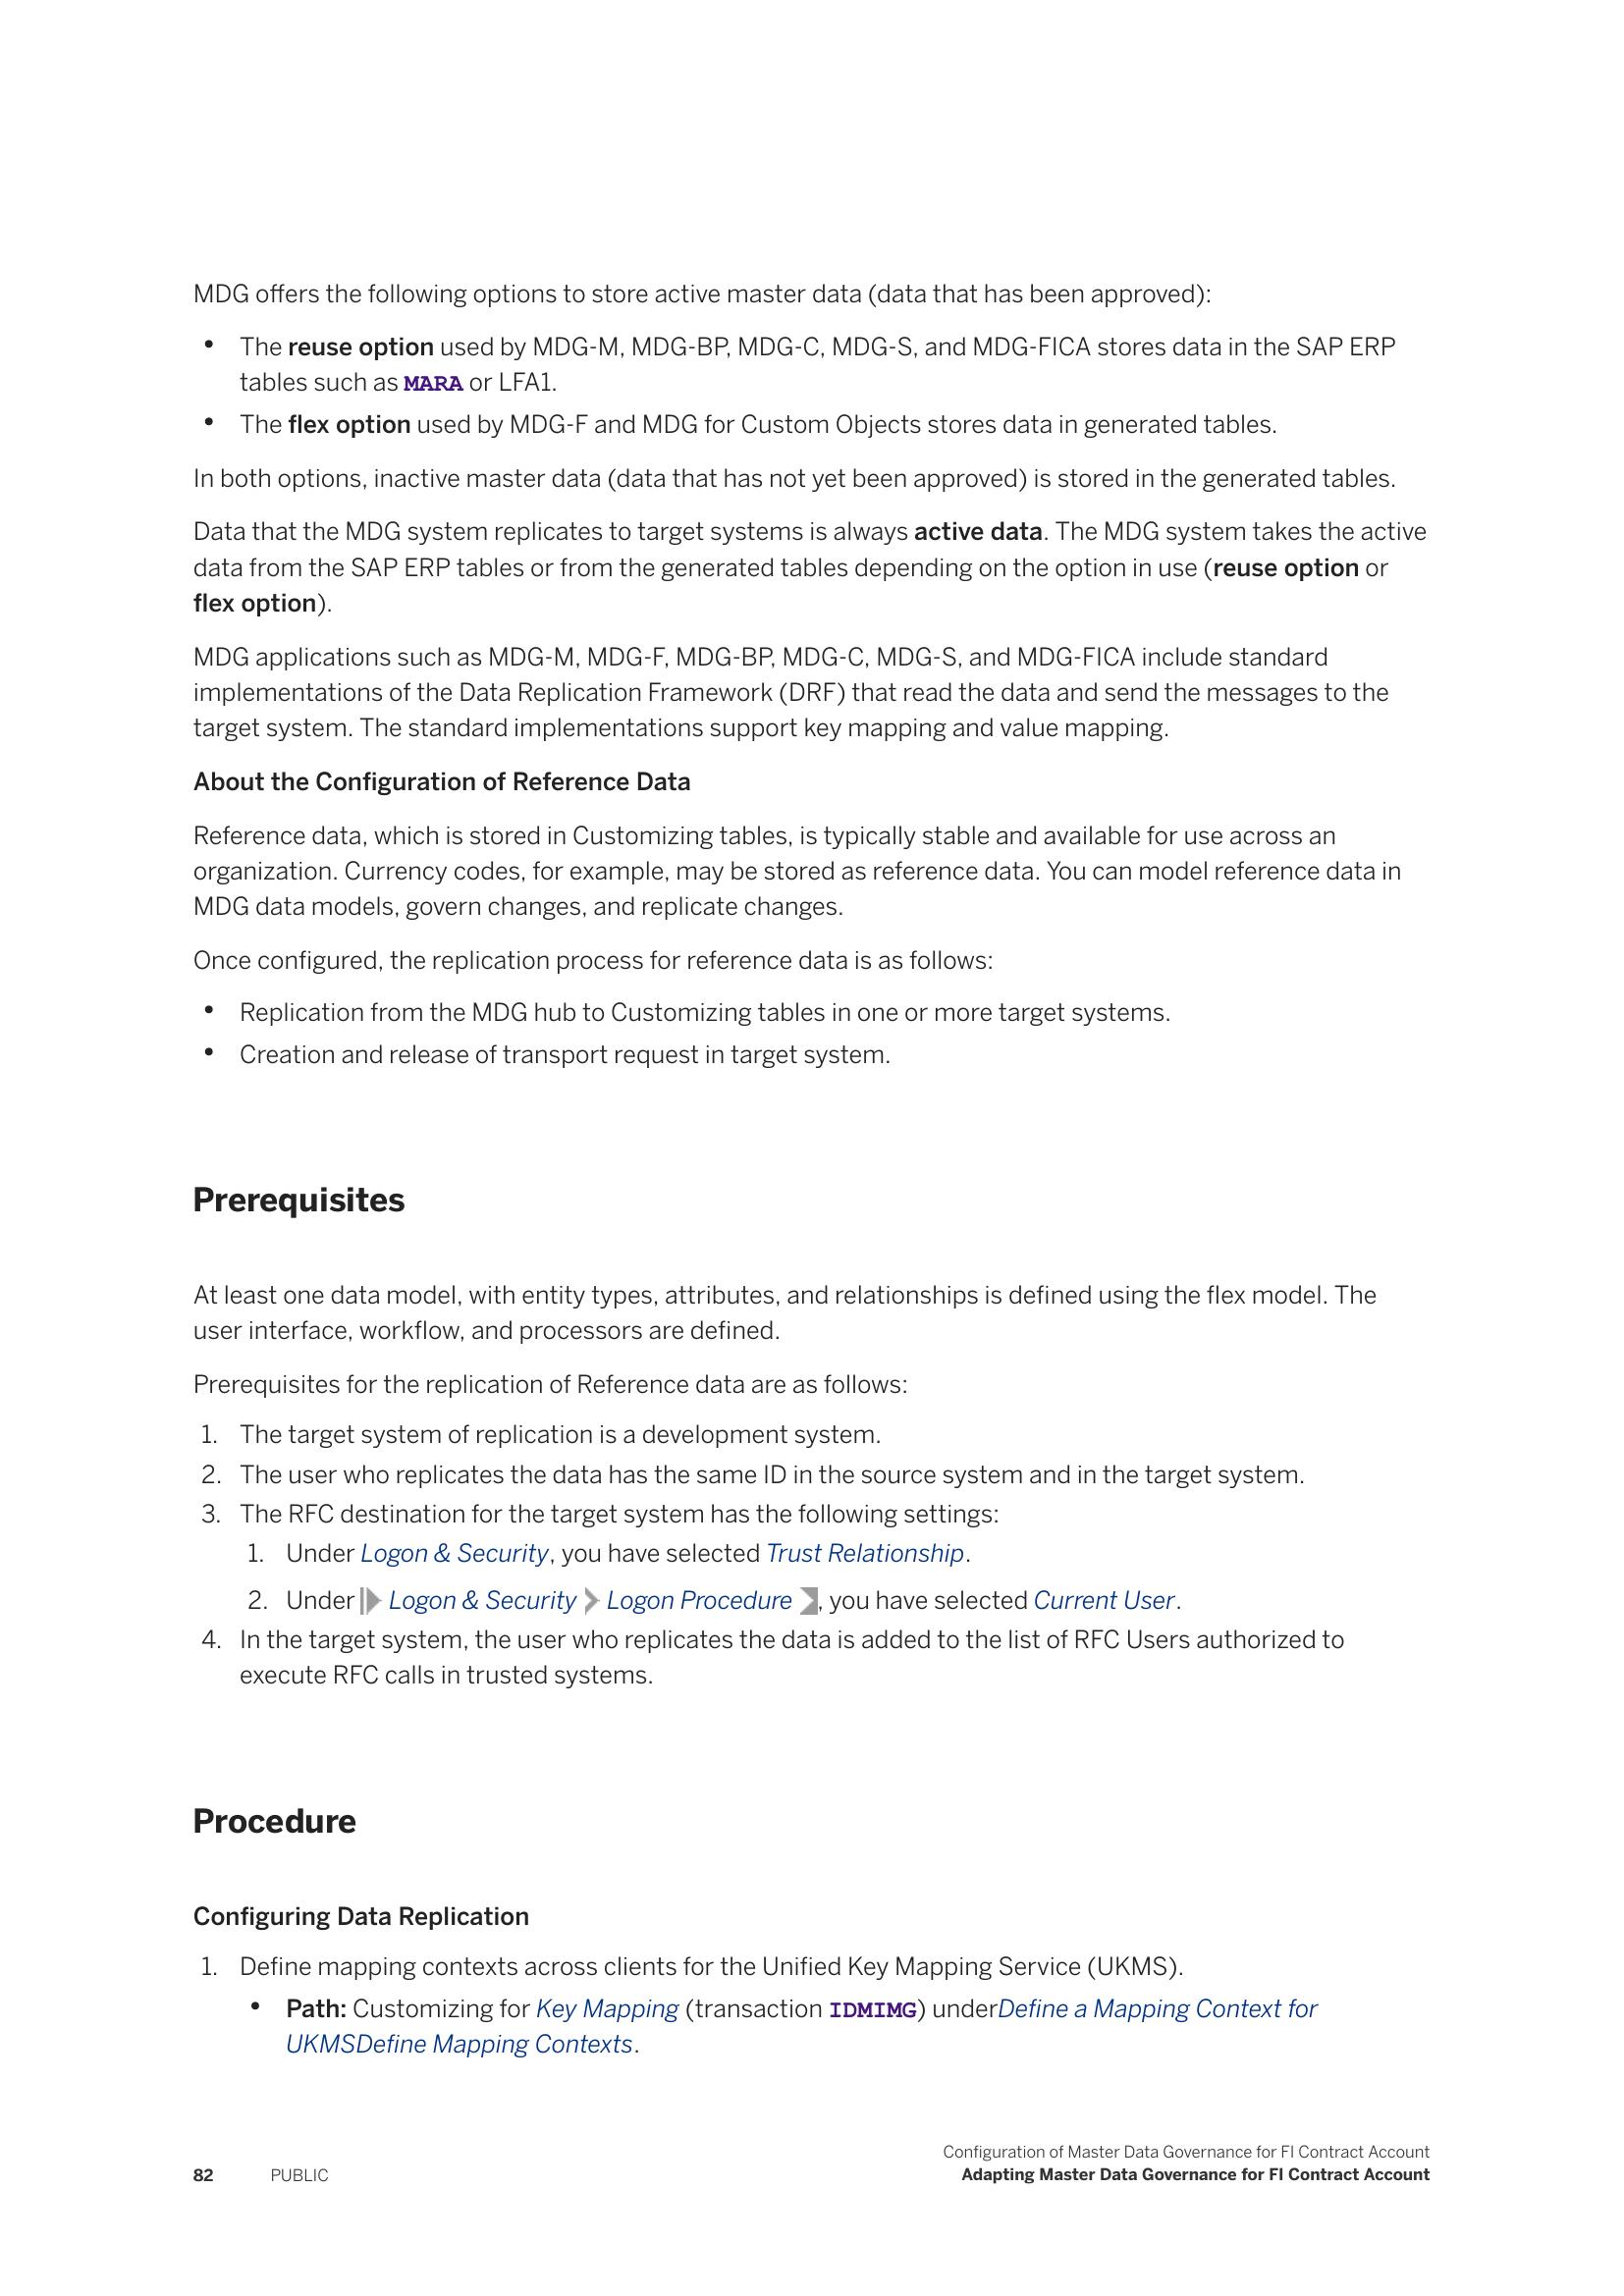 MDG offers the following options to store active master data (data that has been approved):
• The reuse option used by MDG-M, MDG-BP, MDG-C, MDG-S, and MDG-FICA stores data in the SAP ERP
tables such as MARA or LFA1.
• The flex option used by MDG-F and MDG for Custom Objects stores data in generated tables.
In both options, inactive master data (data that has not yet been approved) is stored in the generated tables.
Data that the MDG system replicates to target systems is always active data. The MDG system takes the active
data from the SAP ERP tables or from the generated tables depending on the option in use (reuse option or
flex option).
MDG applications such as MDG-M, MDG-F, MDG-BP, MDG-C, MDG-S, and MDG-FICA include standard
implementations of the Data Replication Framework (DRF) that read the data and send the messages to the
target system. The standard implementations support key mapping and value mapping.
About the Configuration of Reference Data
Reference data, which is stored in Customizing tables, is typically stable and available for use across an
organization. Currency codes, for example, may be stored as reference data. You can model reference data in
MDG data models, govern changes, and replicate changes.
Once configured, the replication process for reference data is as follows:
• Replication from the MDG hub to Customizing tables in one or more target systems.
• Creation and release of transport request in target system.
Prerequisites
At least one data model, with entity types, attributes, and relationships is defined using the flex model. The
user interface, workflow, and processors are defined.
Prerequisites for the replication of Reference data are as follows:
1. The target system of replication is a development system.
2. The user who replicates the data has the same ID in the source system and in the target system.
3. The RFC destination for the target system has the following settings:
1. Under Logon & Security, you have selected Trust Relationship.
2. Under Logon & Security Logon Procedure , you have selected Current User.
4. In the target system, the user who replicates the data is added to the list of RFC Users authorized to
execute RFC calls in trusted systems.
Procedure
Configuring Data Replication
1. Define mapping contexts across clients for the Unified Key Mapping Service (UKMS).
• Path: Customizing for Key Mapping (transaction IDMIMG) underDefine a Mapping Context for
UKMSDefine Mapping Contexts.
Configuration of Master Data Governance for FI Contract Account
82 PUBLIC Adapting Master Data Governance for FI Contract Account